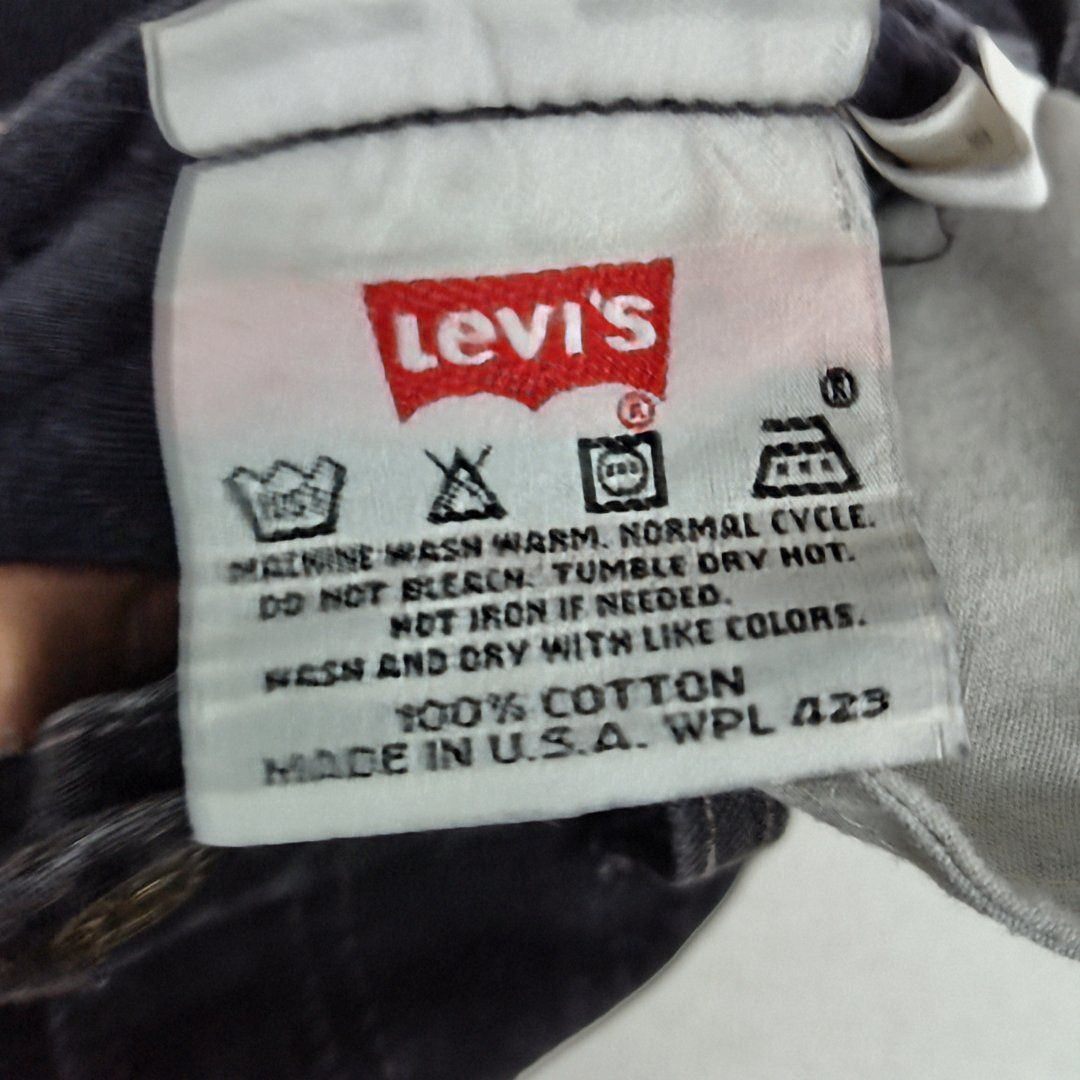 Levi's
®
®
MACHINE WASH WARM. NORMAL CYCLE.
DO NOT BLEACH. TUMBLE DRY HOT.
HOT IRON IF NEEDED.
WASH AND DRY WITH LIKE COLORS.
100% COTTON
MADE IN U.S.A. WPL 423